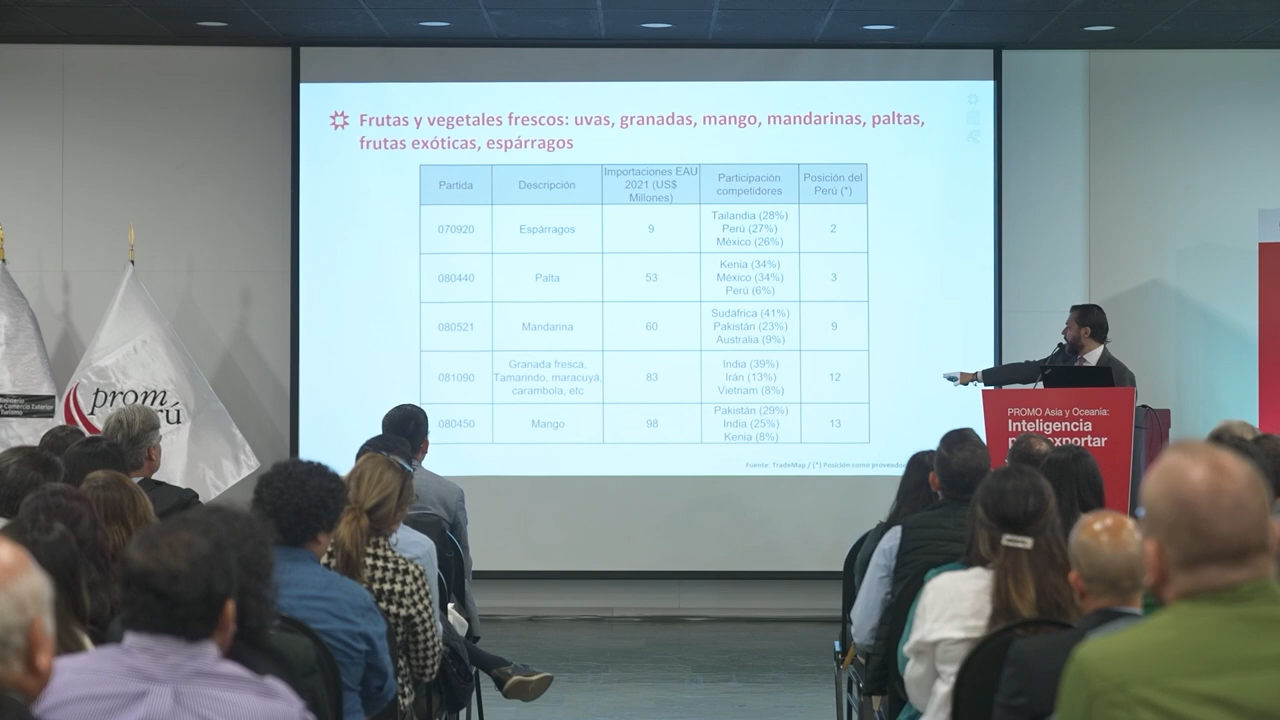 Frutas y vegetales frescos: uvas, granadas, mango, mandarinas, paltas,
frutas exóticas, espárragos
Partida
Descripción
Importaciones EAU
2021 (US$
Millones)
Participación
competidores
Posición del
Perú (*)
070920
Espárragos
9
Tailandia (28%)
Perú (27%)
México (26%)
2
080440
Palta
53
Kenia (34%)
México (34%)
Perú (6%)
3
080521
Mandarina
60
Sudáfrica (41%)
Pakistán (23%)
Australia (9%)
9
081090
Granada fresca,
Tamarindo, maracuyá,
carambola, etc
83
India (39%)
Irán (13%)
Vietnam (8%)
12
080450
Mango
98
Pakistán (29%)
India (25%)
Kenia (8%)
13
Fuente: TradeMap / (*) Posición como proveedor
PROMO Asia y Oceanía:
Inteligencia
exportar
prom
Comercio Exterior
Turismo